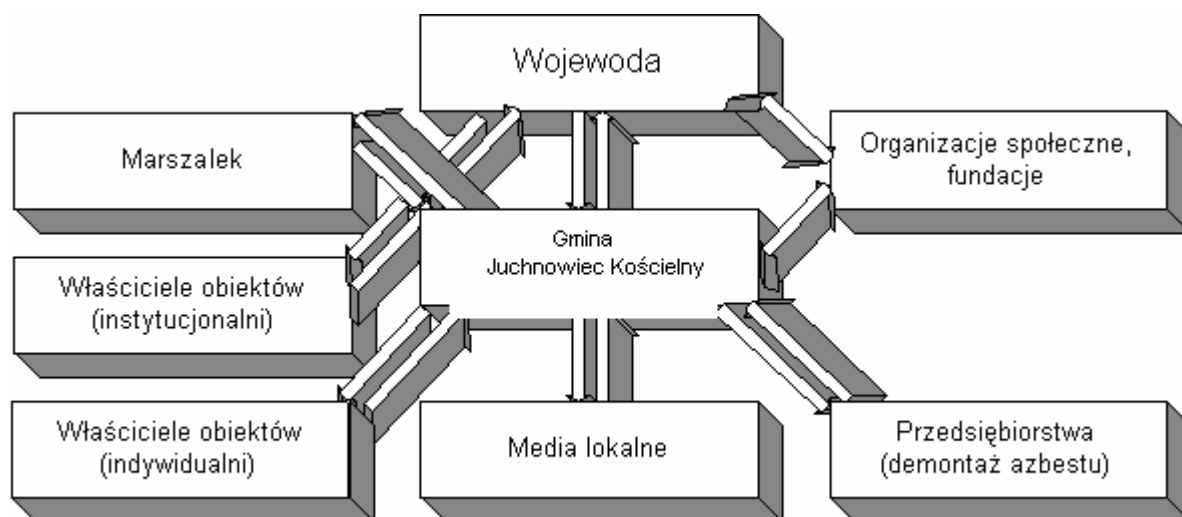 Wojewoda
Marszalek
Organizacje społeczne,
fundacje
Gmina
Juchnowiec Kościelny
Właściciele obiektów
(instytucjonalni)
Właściciele obiektów
(indywidualni)
Media lokalne
Przedsiębiorstwa
(demontaż azbestu)